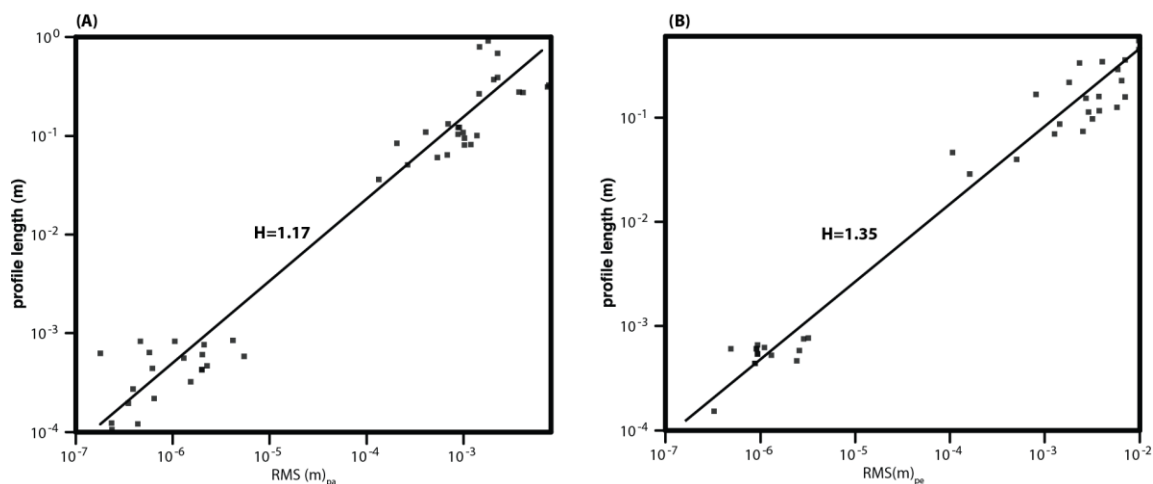 (A)
10^0
10^-1
10^-2
10^-3
10^-4
profile length (m)
H=1.17
10^-7 10^-6 10^-5 10^-4 10^-3
RMS (m)pa
(B)
10^-1
10^-2
10^-3
10^-4
profile length (m)
H=1.35
10^-7 10^-6 10^-5 10^-4 10^-3 10^-2
RMS(m)pe